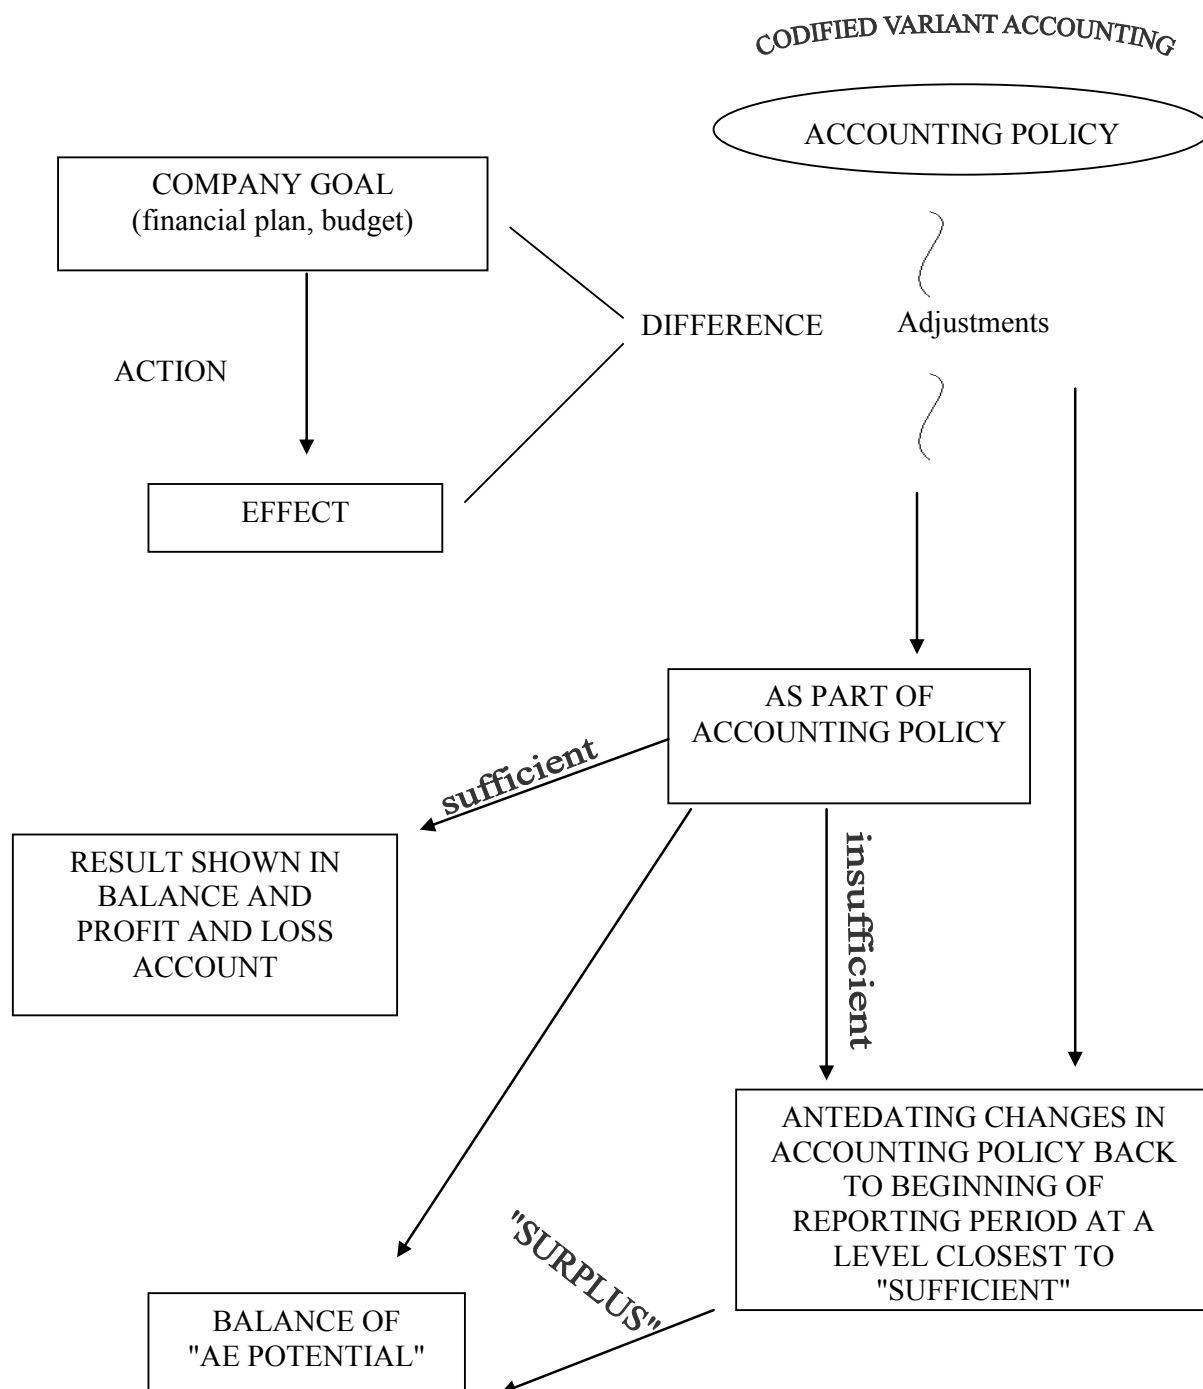 CODIFIED VARIANT ACCOUNTING
ACCOUNTING POLICY
COMPANY GOAL
(financial plan, budget)
DIFFERENCE
Adjustments
ACTION
EFFECT
AS PART OF
ACCOUNTING POLICY
sufficient
insufficient
RESULT SHOWN IN
BALANCE AND
PROFIT AND LOSS
ACCOUNT
ANTEDATING CHANGES IN
ACCOUNTING POLICY BACK
TO BEGINNING OF
REPORTING PERIOD AT A
LEVEL CLOSEST TO
"SUFFICIENT"
"SURPLUS"
BALANCE OF
"AE POTENTIAL"